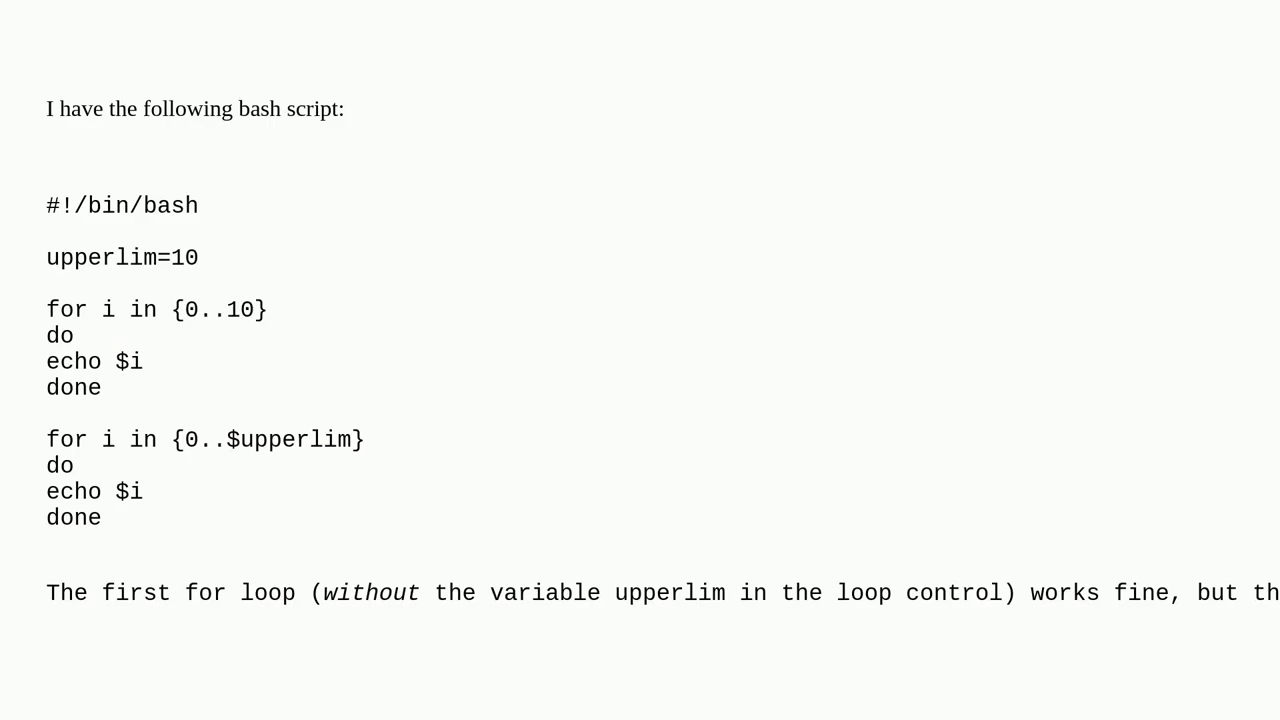 I have the following bash script:
#!/bin/bash
upperlim=10
for i in {0..10}
do
echo $i
done
for i in {0..$upperlim}
do
echo $i
done
The first for loop (without the variable upperlim in the loop control) works fine, but